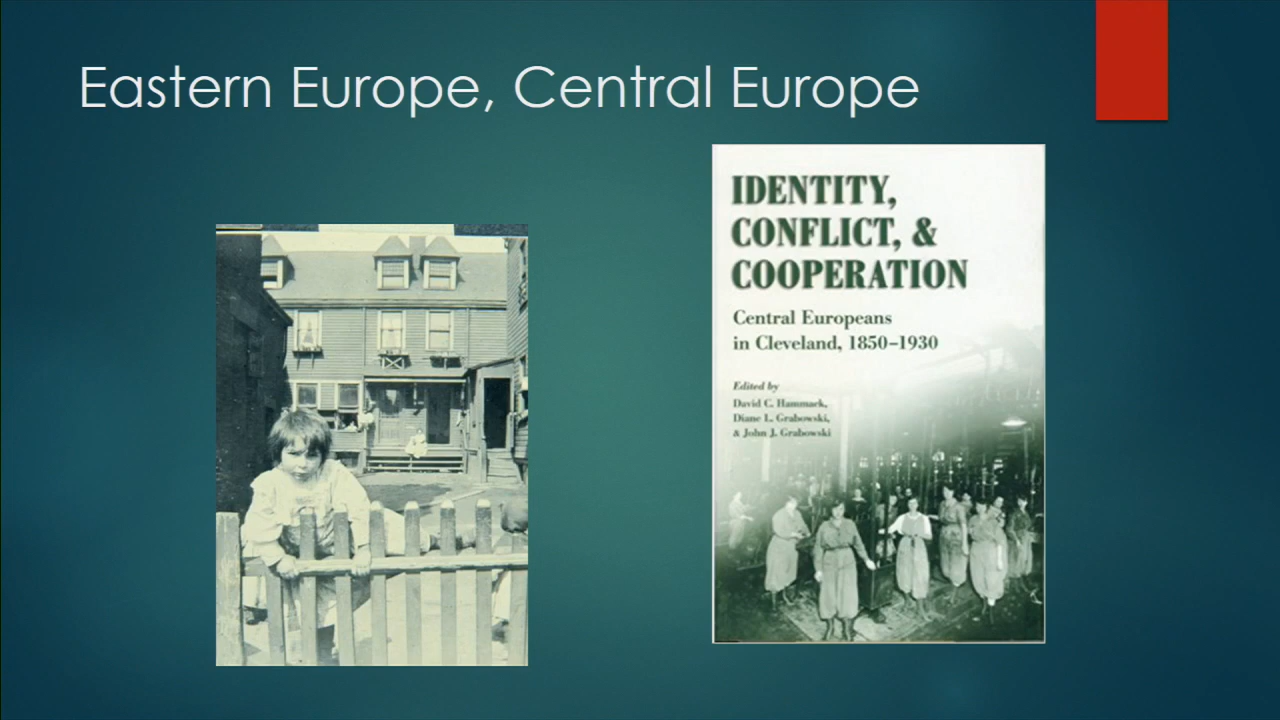 Eastern Europe, Central Europe
IDENTITY,
CONFLICT, &
COOPERATION
Central Europeans
in Cleveland, 1850–1930
Edited by
David C. Hammack,
Diane L. Grabowski,
& John J. Grabowski